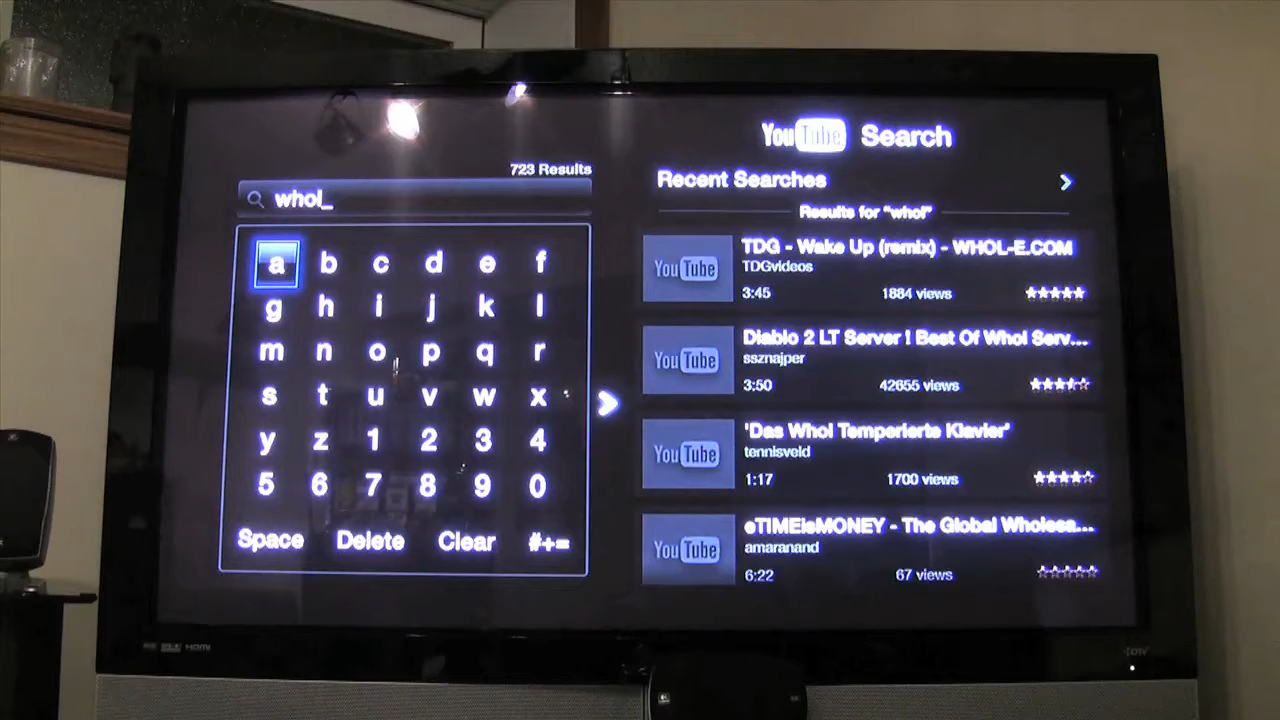 YouTube Search
723 Results
whol_
a b c d e f
g h i j k l
m n o p q r
s t u v w x
y z 1 2 3 4
5 6 7 8 9 0
Space Delete Clear #+=
Recent Searches
Results for "whol"
YouTube
TDG - Wake Up (remix) - WHOL-E.COM
TDGvideos
3:45 1884 views
YouTube
Diablo 2 LT Server ! Best Of Whol Serv...
ssznajper
3:50 42655 views
YouTube
'Das Whol Temperierte Klavier'
tennisveld
1:17 1700 views
YouTube
eTIMEisMONEY - The Global Wholesa...
amaranand
6:22 67 views
HDMI
DTV